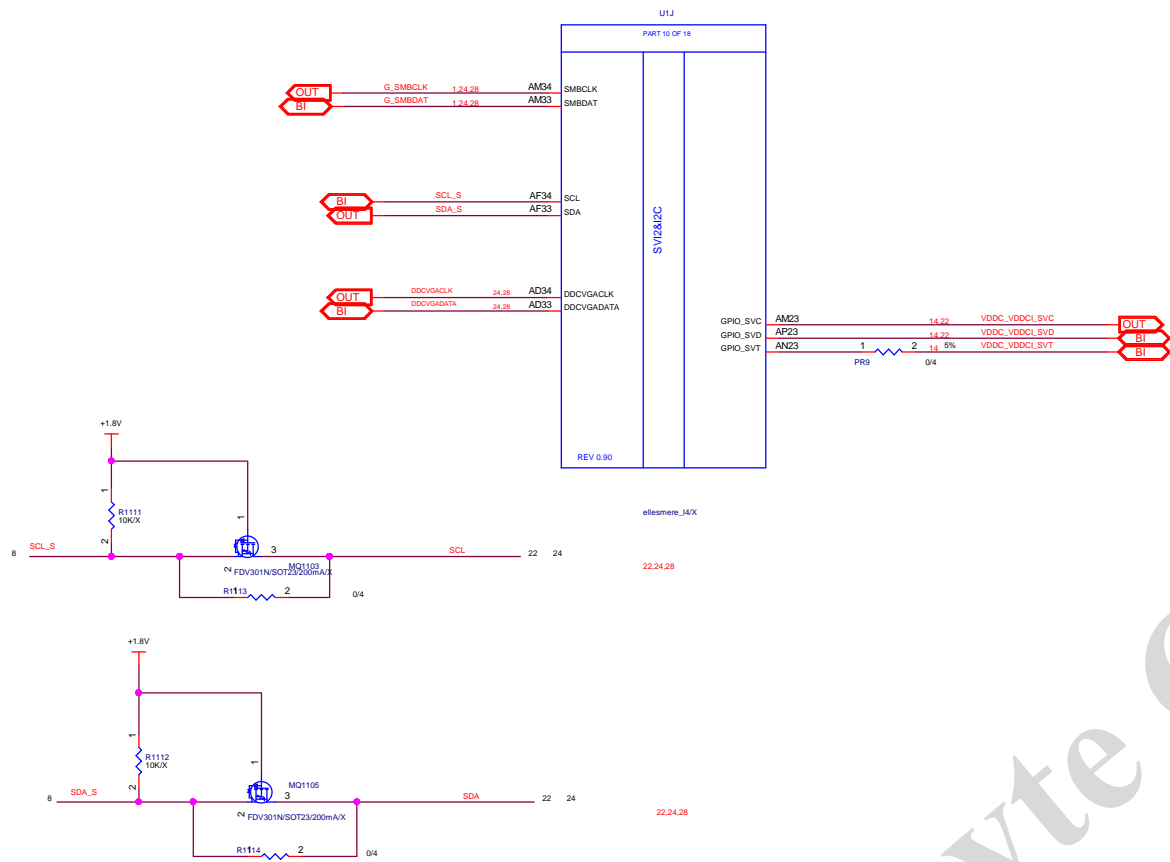 U1J
PART 10 OF 18
OUT G_SMBCLK 1,24,28 AM34 SMBCLK
BI G_SMBDAT 1,24,28 AM33 SMBDAT
BI SCL_S AF34 SCL
OUT SDA_S AF33 SDA
SVI2&I2C
OUT DDCVGACLK 24,28 AD34 DDCVGACLK
BI DDCVGADATA 24,28 AD33 DDCVGADATA
GPIO_SVC AM23 14,22 VDDC_VDDCI_SVC OUT
GPIO_SVD AP23 14,22 VDDC_VDDCI_SVD BI
GPIO_SVT AN23 1 2 14 5% VDDC_VDDCI_SVT BI
PR9 0/4
REV 0.90
ellesmere_l4/X
+1.8V
1
R1111
10K/X
2
1
8 SCL_S 3 SCL 22 24
2
MQ1103
FDV301N/SOT23/200mA/X
R1113 1 2 0/4
22,24,28
+1.8V
1
R1112
10K/X
2
1
MQ1105
8 SDA_S 3 SDA 22 24
2
FDV301N/SOT23/200mA/X
R1114 1 2 0/4
22,24,28